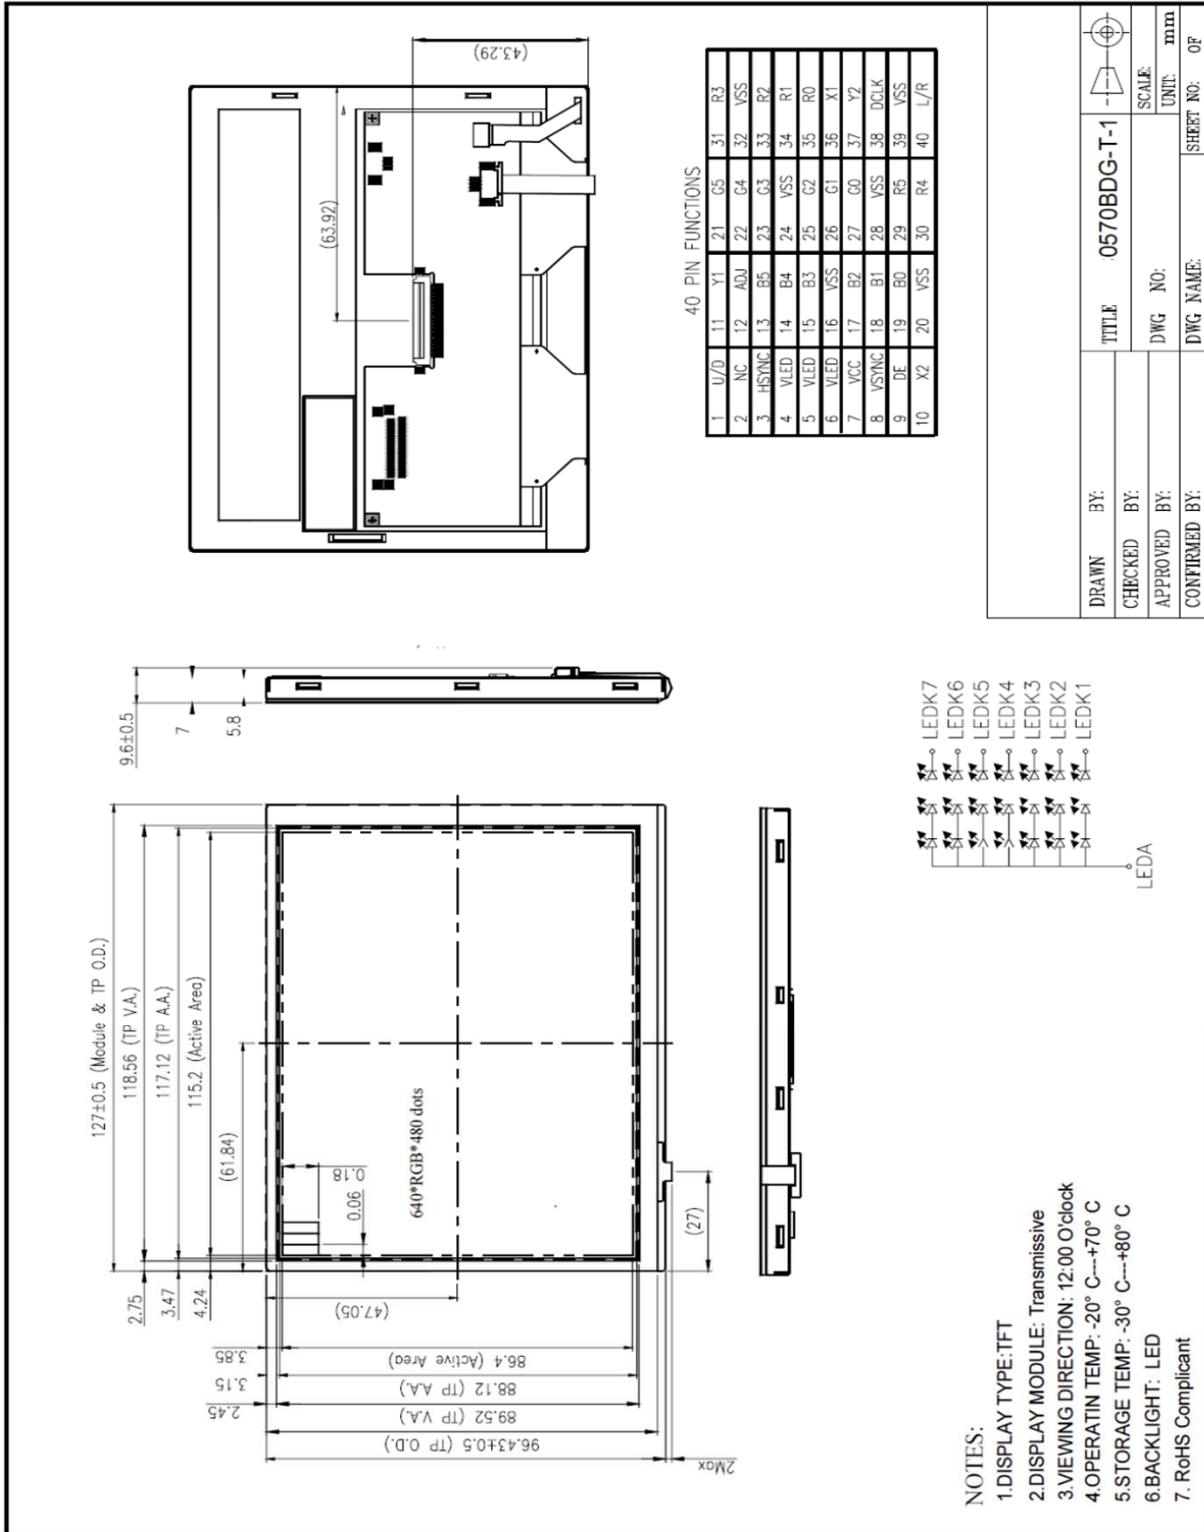 127±0.5 (Module & TP O.D.)
118.56 (TP V.A.)
117.12 (TP A.A.)
115.2 (Active Area)
(61.84)
2.75
3.47
4.24
0.18
0.06
640*RGB*480 dots
(47.05)
3.85
3.15
2.45
86.4 (Active Area)
88.12 (TP A.A.)
89.52 (TP V.A.)
96.43±0.5 (TP O.D.)
2Max
(27)
9.6±0.5
7
5.8
(43.29)
(63.92)
LEDK7
LEDK6
LEDK5
LEDK4
LEDK3
LEDK2
LEDK1
LEDA
40 PIN FUNCTIONS
1 U/D 11 Y1 21 G5 31 R3
2 NC 12 ADJ 22 G4 32 VSS
3 HSYNC 13 B5 23 G3 33 R2
4 VLED 14 B4 24 VSS 34 R1
5 VLED 15 B3 25 G2 35 R0
6 VLED 16 VSS 26 G1 36 X1
7 VCC 17 B2 27 G0 37 Y2
8 VSYNC 18 B1 28 VSS 38 DCLK
9 DE 19 B0 29 R5 39 VSS
10 X2 20 VSS 30 R4 40 L/R
NOTES:
1.DISPLAY TYPE:TFT
2.DISPLAY MODULE: Transmissive
3.VIEWING DIRECTION: 12:00 O'clock
4.OPERATIN TEMP: -20° C---+70° C
5.STORAGE TEMP: -30° C---+80° C
6.BACKLIGHT: LED
7. RoHS Complicant
DRAWN BY:
CHECKED BY:
APPROVED BY:
CONFIRMED BY:
TITLE 0570BDG-T-1
DWG NO:
DWG NAME:
SCALE:
UNIT: mm
SHEET NO: OF